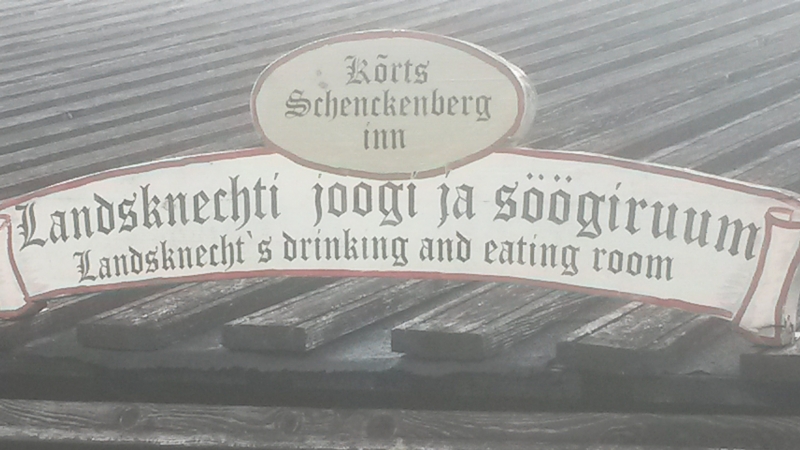 Kõrts
Schenckenberg
inn
Landsknechti joogi ja söögiruum
Landsknecht`s drinking and eating room